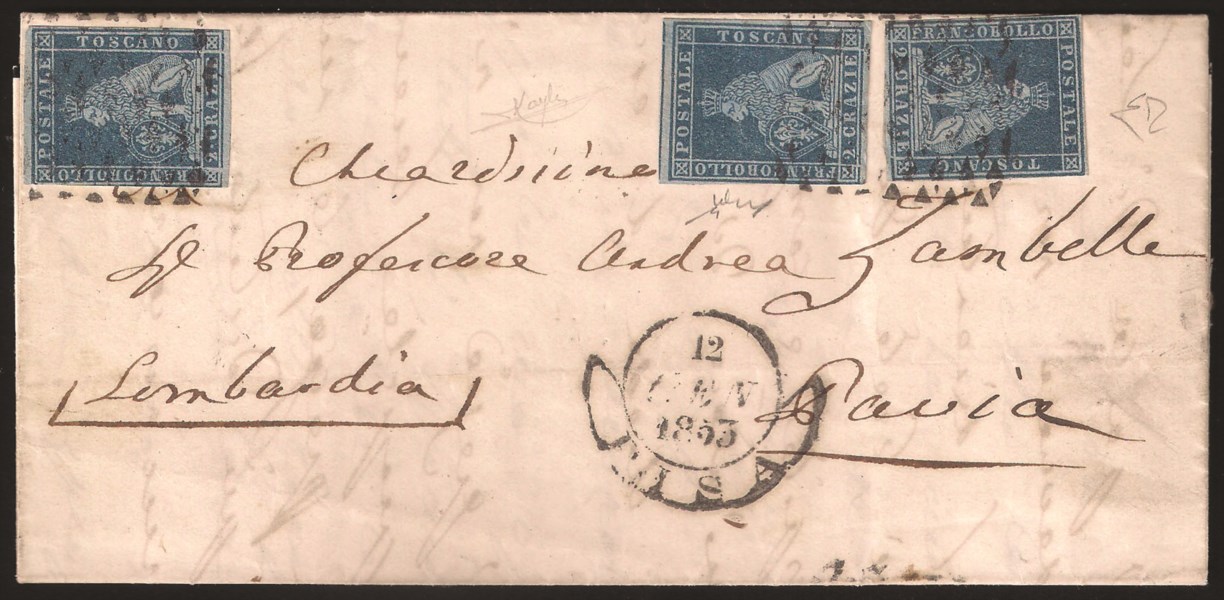 FRANCOBOLLO POSTALE TOSCANO 2 CRAZIE
FRANCOBOLLO POSTALE TOSCANO 2 CRAZIE
FRANCOBOLLO POSTALE TOSCANO 2 CRAZIE
Chiarissimo
Professore Andrea Zambelli
Lombardia
Pavia
12
GEN
1853
PISA